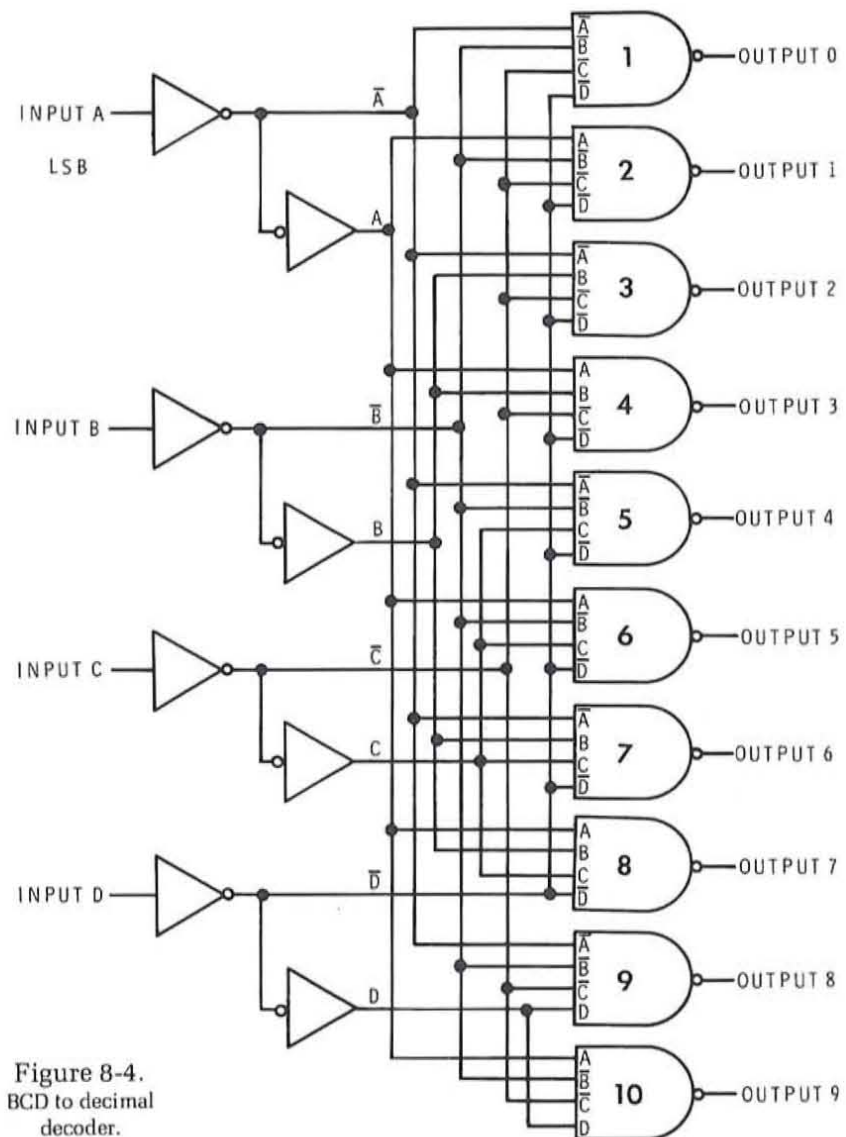 A̅
B̅
C̅
D̅
1
OUTPUT 0
INPUT A
LSB
A̅
A
A
B̅
C̅
D̅
2
OUTPUT 1
A̅
B
C̅
D̅
3
OUTPUT 2
A
B
C̅
D̅
4
OUTPUT 3
INPUT B
B̅
B
A̅
B̅
C
D̅
5
OUTPUT 4
A
B̅
C
D̅
6
OUTPUT 5
INPUT C
C̅
C
A̅
B
C
D̅
7
OUTPUT 6
A
B
C
D̅
8
OUTPUT 7
INPUT D
D̅
D
A̅
B̅
C̅
D
9
OUTPUT 8
A
B̅
C̅
D
10
OUTPUT 9
Figure 8-4.
BCD to decimal
decoder.